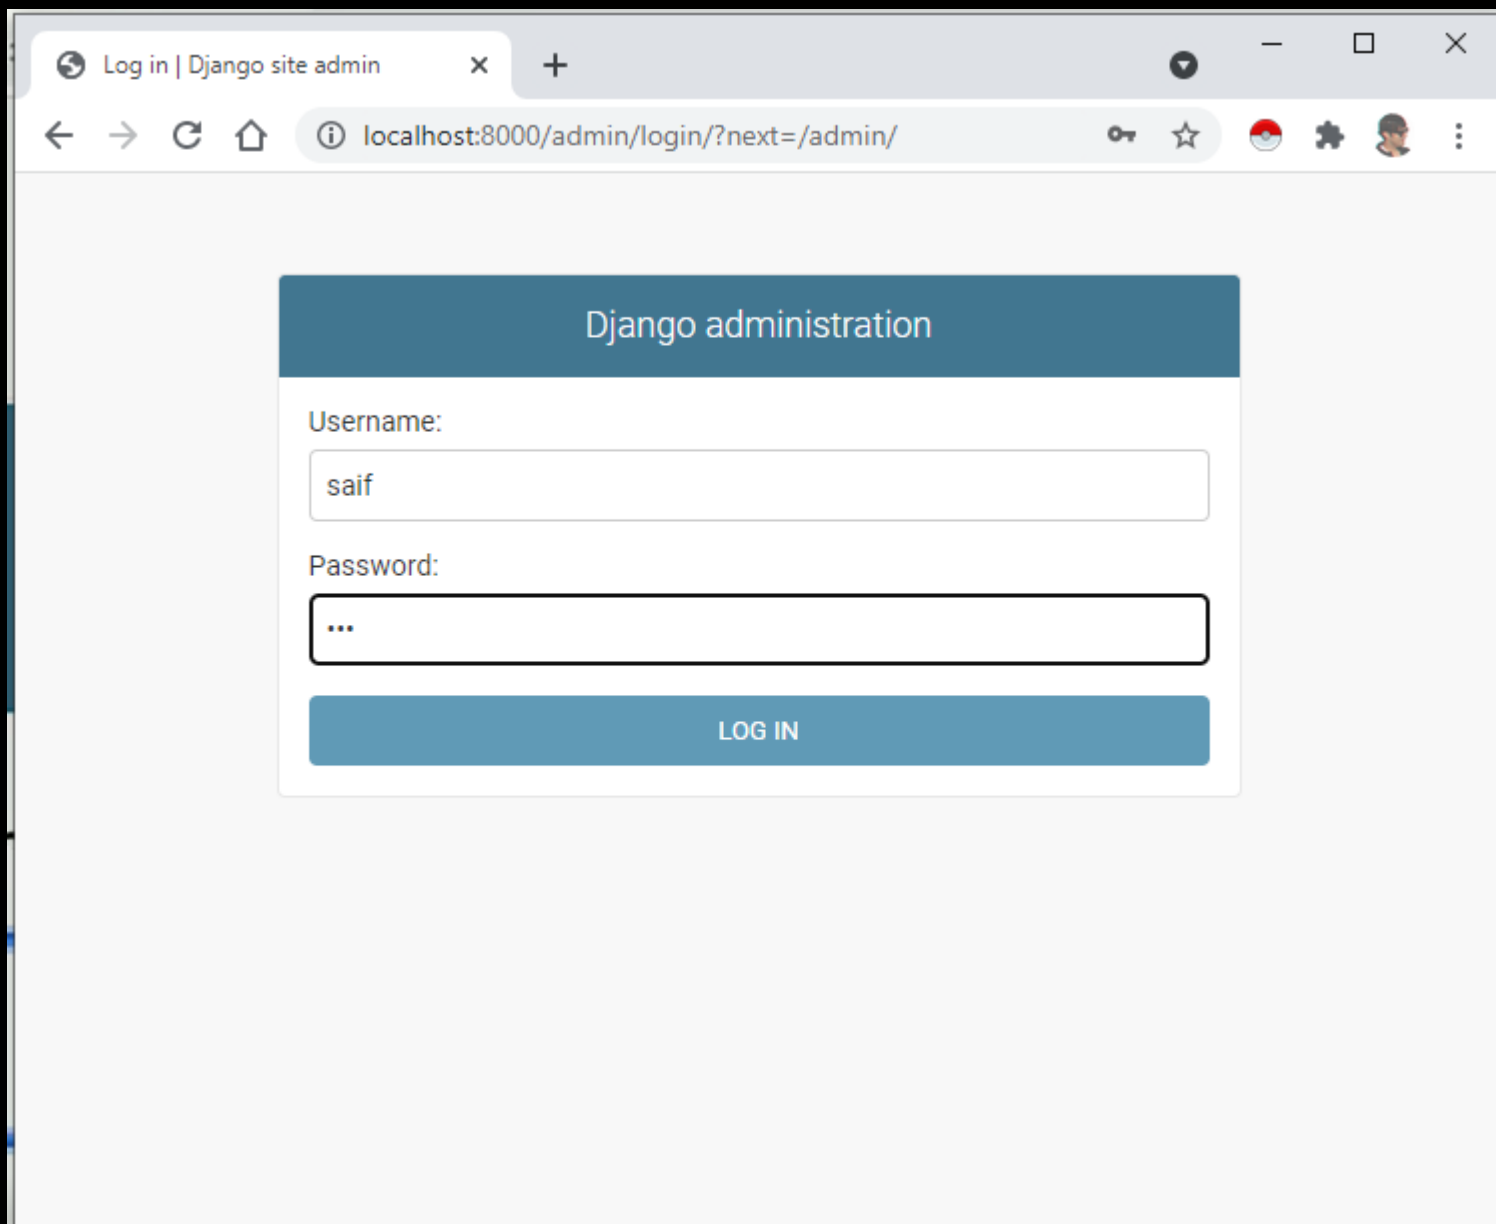 Log in | Django site admin
localhost:8000/admin/login/?next=/admin/
Django administration
Username:
saif
Password:
•••
LOG IN